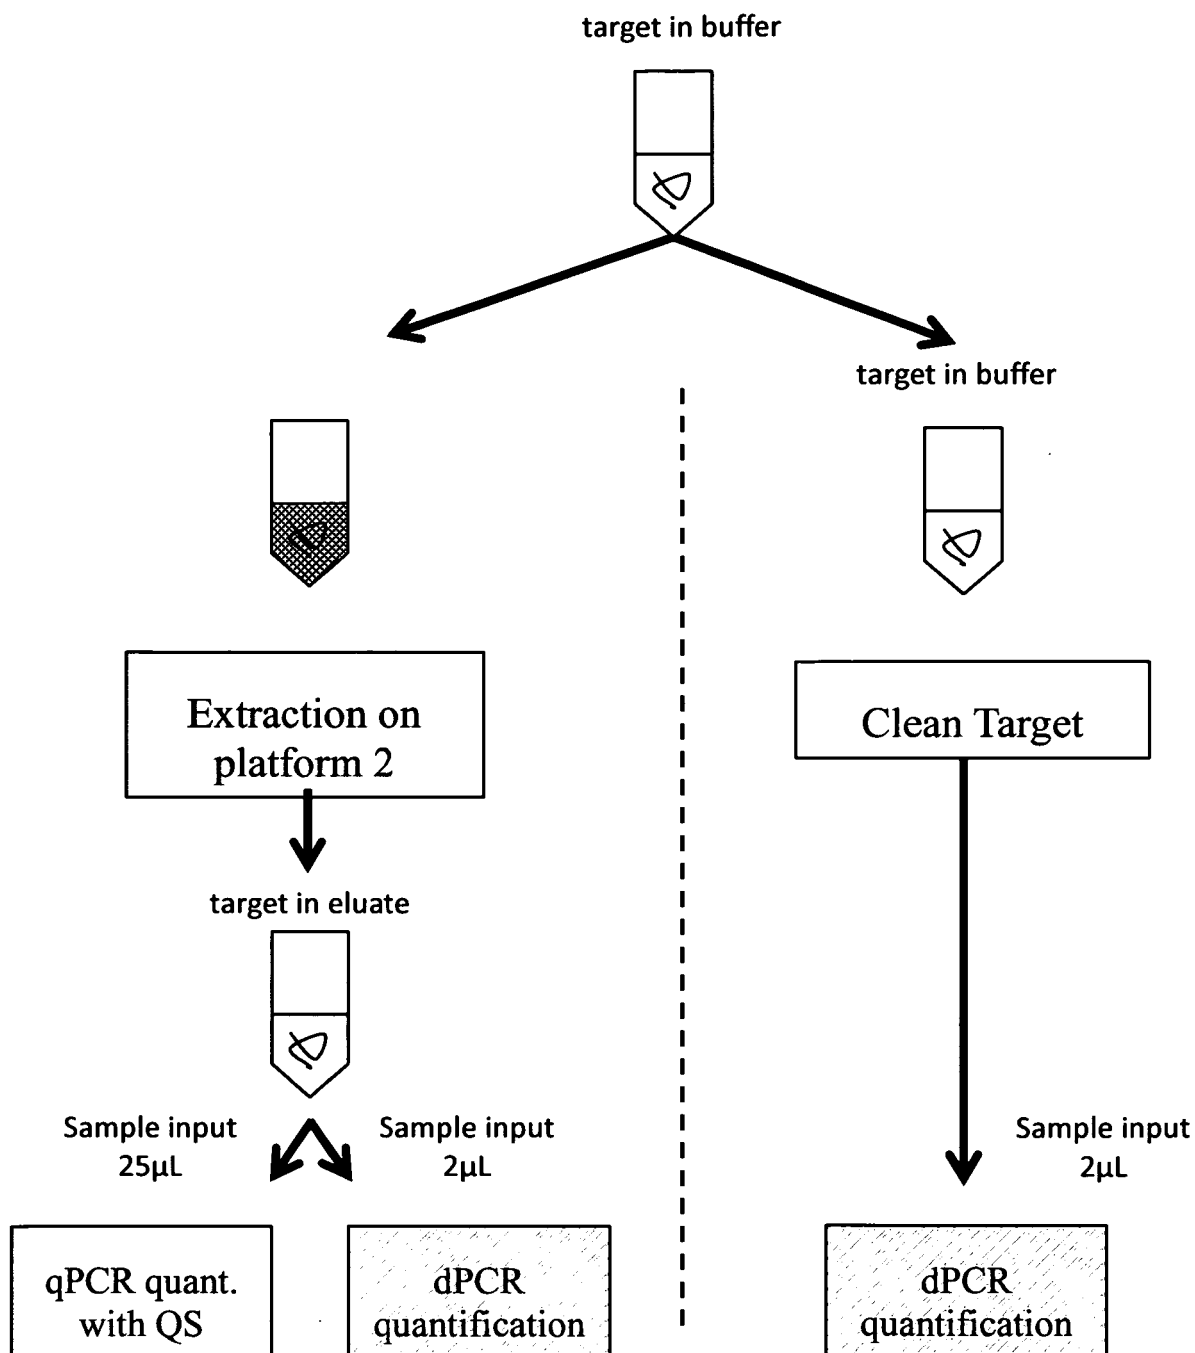 target in buffer
target in buffer
Extraction on
platform 2
Clean Target
target in eluate
Sample input
25µL
Sample input
2µL
Sample input
2µL
qPCR quant.
with QS
dPCR
quantification
dPCR
quantification